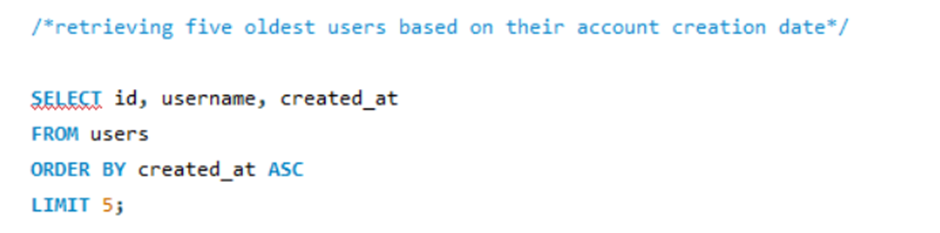 /*retrieving five oldest users based on their account creation date*/
SELECT id, username, created_at
FROM users
ORDER BY created_at ASC
LIMIT 5;